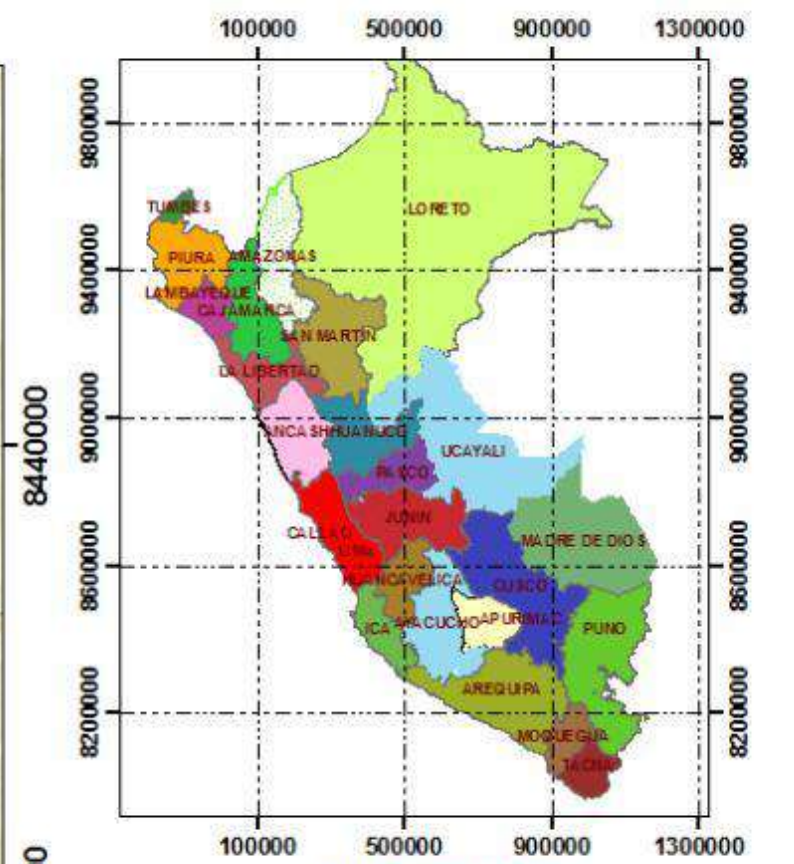 100000 500000 900000 1300000
9800000 9800000
LORETO
TUMBES
PIURA AMAZONAS
9400000 9400000
LAMBAYEQUE
CAJAMARCA
SAN MARTIN
LA LIBERTAD
9000000 9000000
8440000
ANCASH HUANUCO
UCAYALI
PASCO
JUNIN
CALLAO
MADRE DE DIOS
LIMA
8600000 8600000
HUANCAVELICA
CUSCO
ICA AYACUCHO APURIMAC PUNO
AREQUIPA
8200000 8200000
MOQUEGUA
TACNA
0
100000 500000 900000 1300000